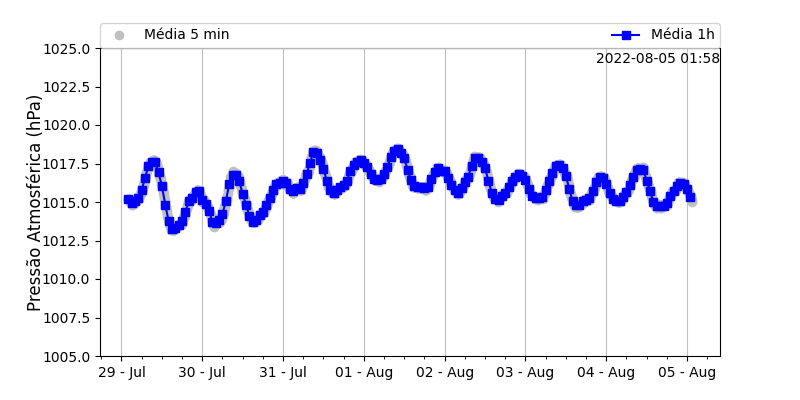 Média 5 min
Média 1h
2022-08-05 01:58
Pressão Atmosférica (hPa)
1025.0
1022.5
1020.0
1017.5
1015.0
1012.5
1010.0
1007.5
1005.0
29 - Jul
30 - Jul
31 - Jul
01 - Aug
02 - Aug
03 - Aug
04 - Aug
05 - Aug